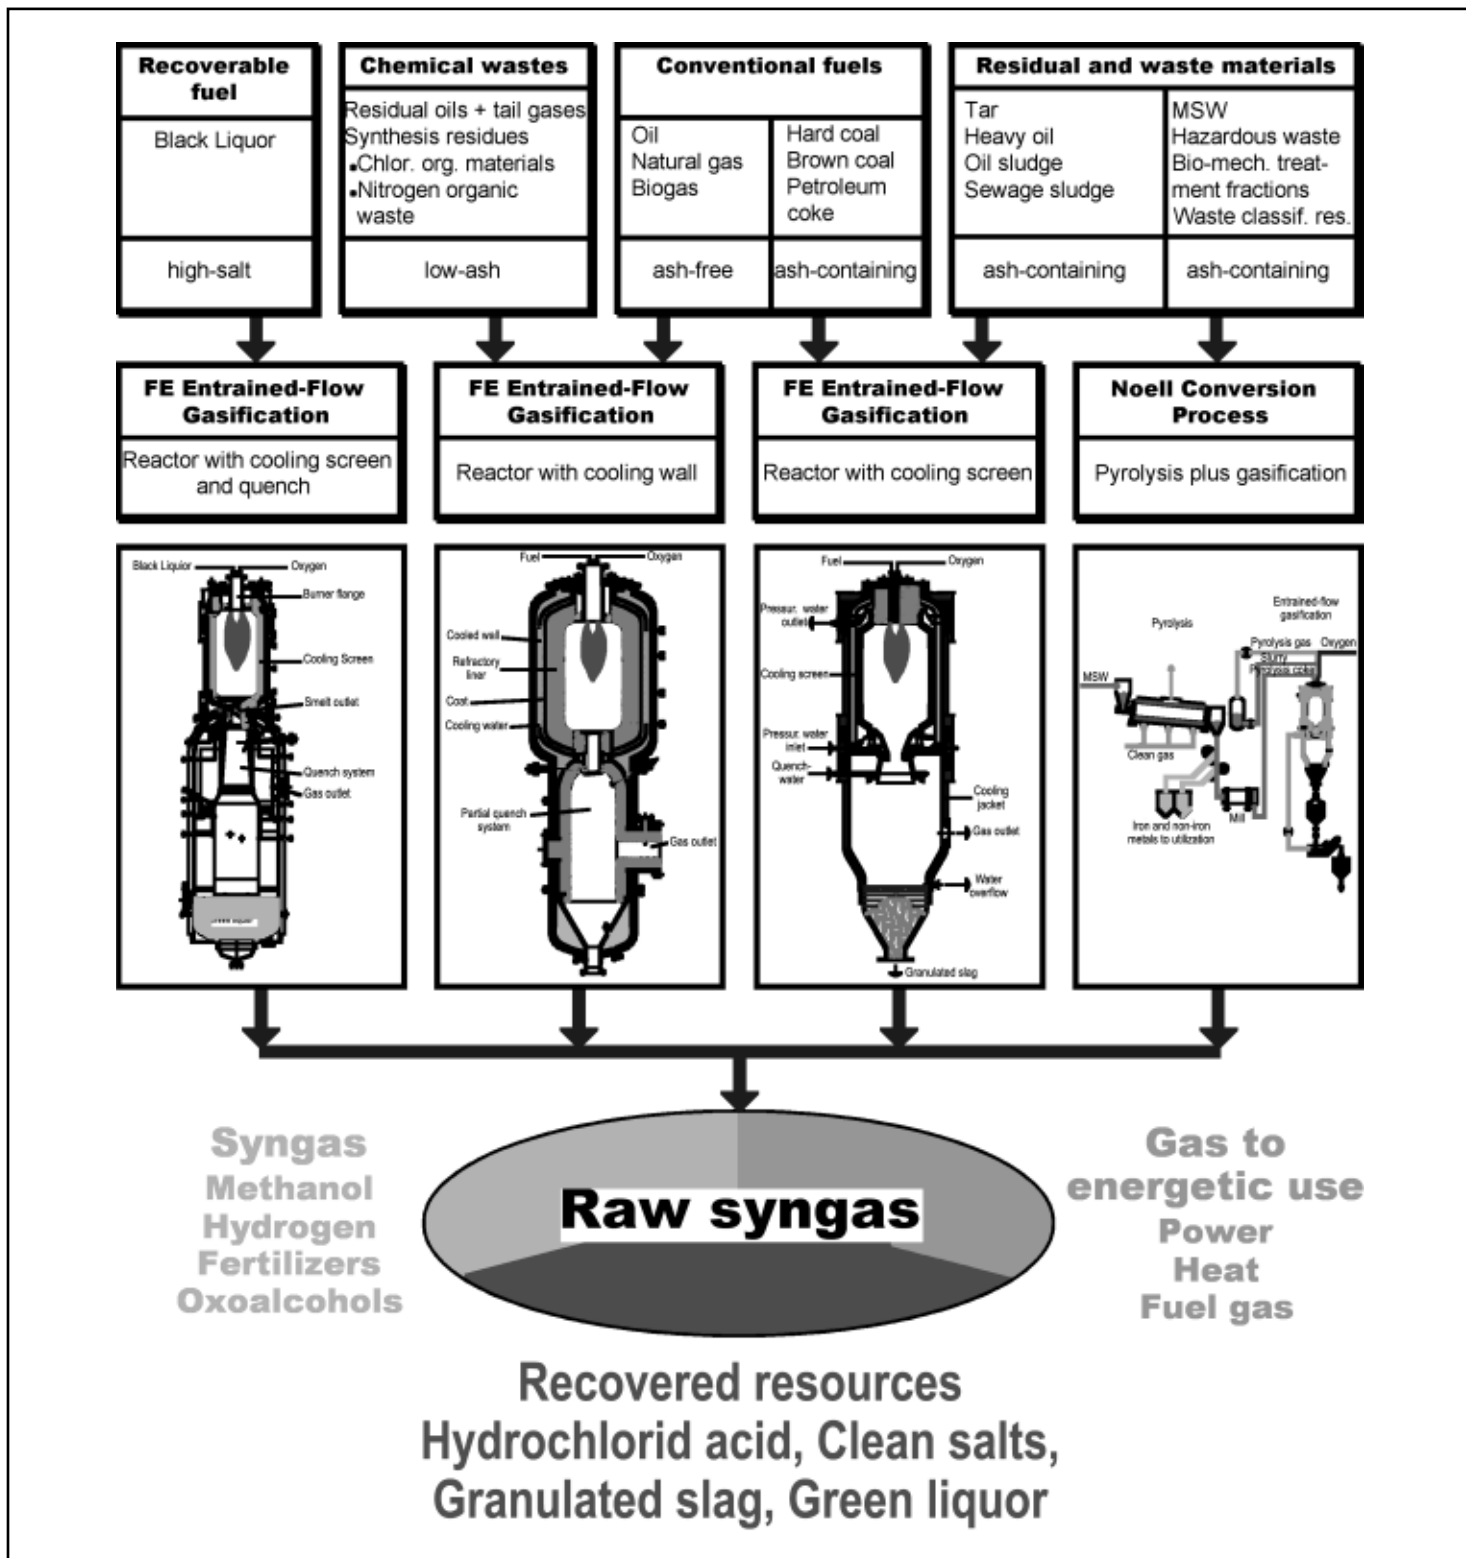 Recoverable
fuel
Black Liquor
high-salt
Chemical wastes
Residual oils + tail gases
Synthesis residues
•Chlor. org. materials
•Nitrogen organic
waste
low-ash
Conventional fuels
Oil
Natural gas
Biogas
ash-free
Hard coal
Brown coal
Petroleum
coke
ash-containing
Residual and waste materials
Tar
Heavy oil
Oil sludge
Sewage sludge
ash-containing
MSW
Hazardous waste
Bio-mech. treat-
ment fractions
Waste classif. res.
ash-containing
FE Entrained-Flow
Gasification
Reactor with cooling screen
and quench
FE Entrained-Flow
Gasification
Reactor with cooling wall
FE Entrained-Flow
Gasification
Reactor with cooling screen
Noell Conversion
Process
Pyrolysis plus gasification
Black Liquior
Oxygen
Burner flange
Cooling Screen
Smelt outlet
Quench system
Gas outlet
Fuel
Oxygen
Cooled wall
Refractory
liner
Coat
Cooling water
Partial quench
system
Gas outlet
Fuel
Oxygen
Pressur. water
outlet
Cooling screen
Pressur. water
inlet
Quench-
water
Cooling
jacket
Gas outlet
Water
overflow
Granulated slag
Entrained-flow
gasification
Pyrolysis
Pyrolysis gas
Oxygen
Slurry
Pyrolysis coke
MSW
Clean gas
Mill
Iron and non-iron
metals to utilization
Syngas
Methanol
Hydrogen
Fertilizers
Oxoalcohols
Raw syngas
Gas to
energetic use
Power
Heat
Fuel gas
Recovered resources
Hydrochlorid acid, Clean salts,
Granulated slag, Green liquor